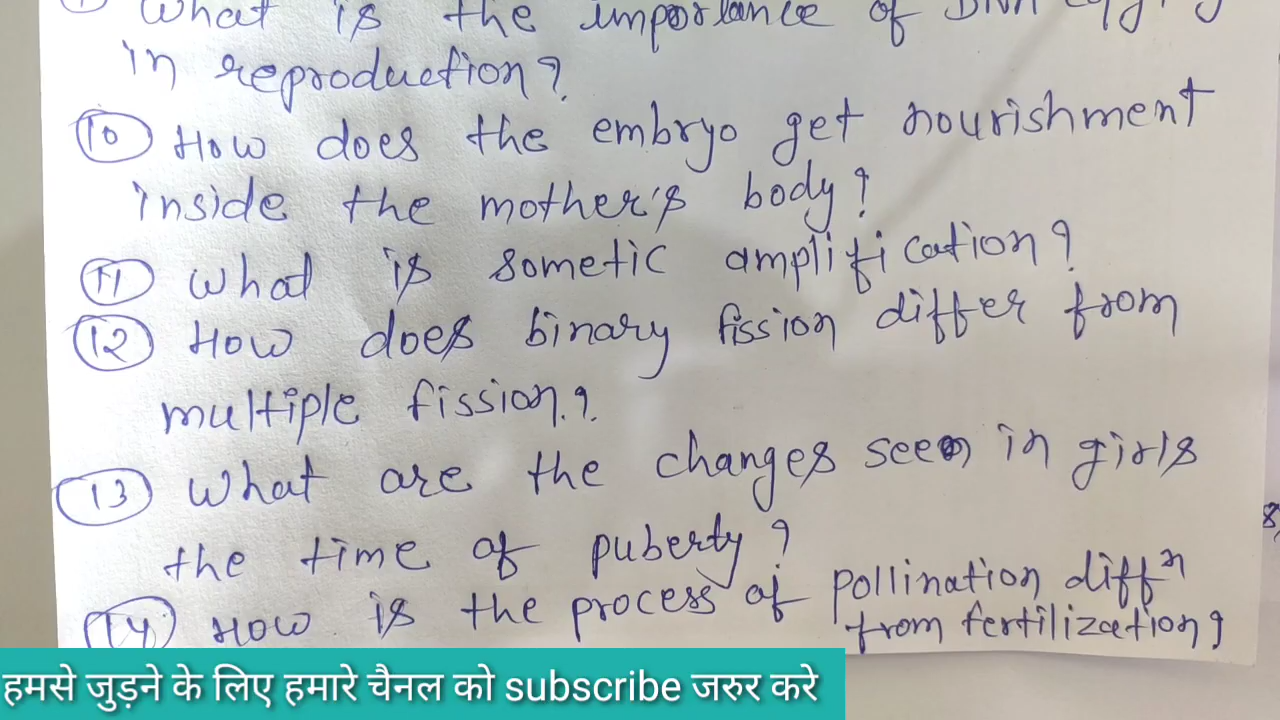 What is the importance of DNA copying
in reproduction?
10 How does the embryo get nourishment
inside the mother's body?
11 What is sometic amplification?
12 How does binary fission differ from
multiple fission.?
13 What are the changes seen in girls
the time of puberty?
14 How is the process of pollination diffn
from fertilization?
हमसे जुड़ने के लिए हमारे चैनल को subscribe जरुर करे